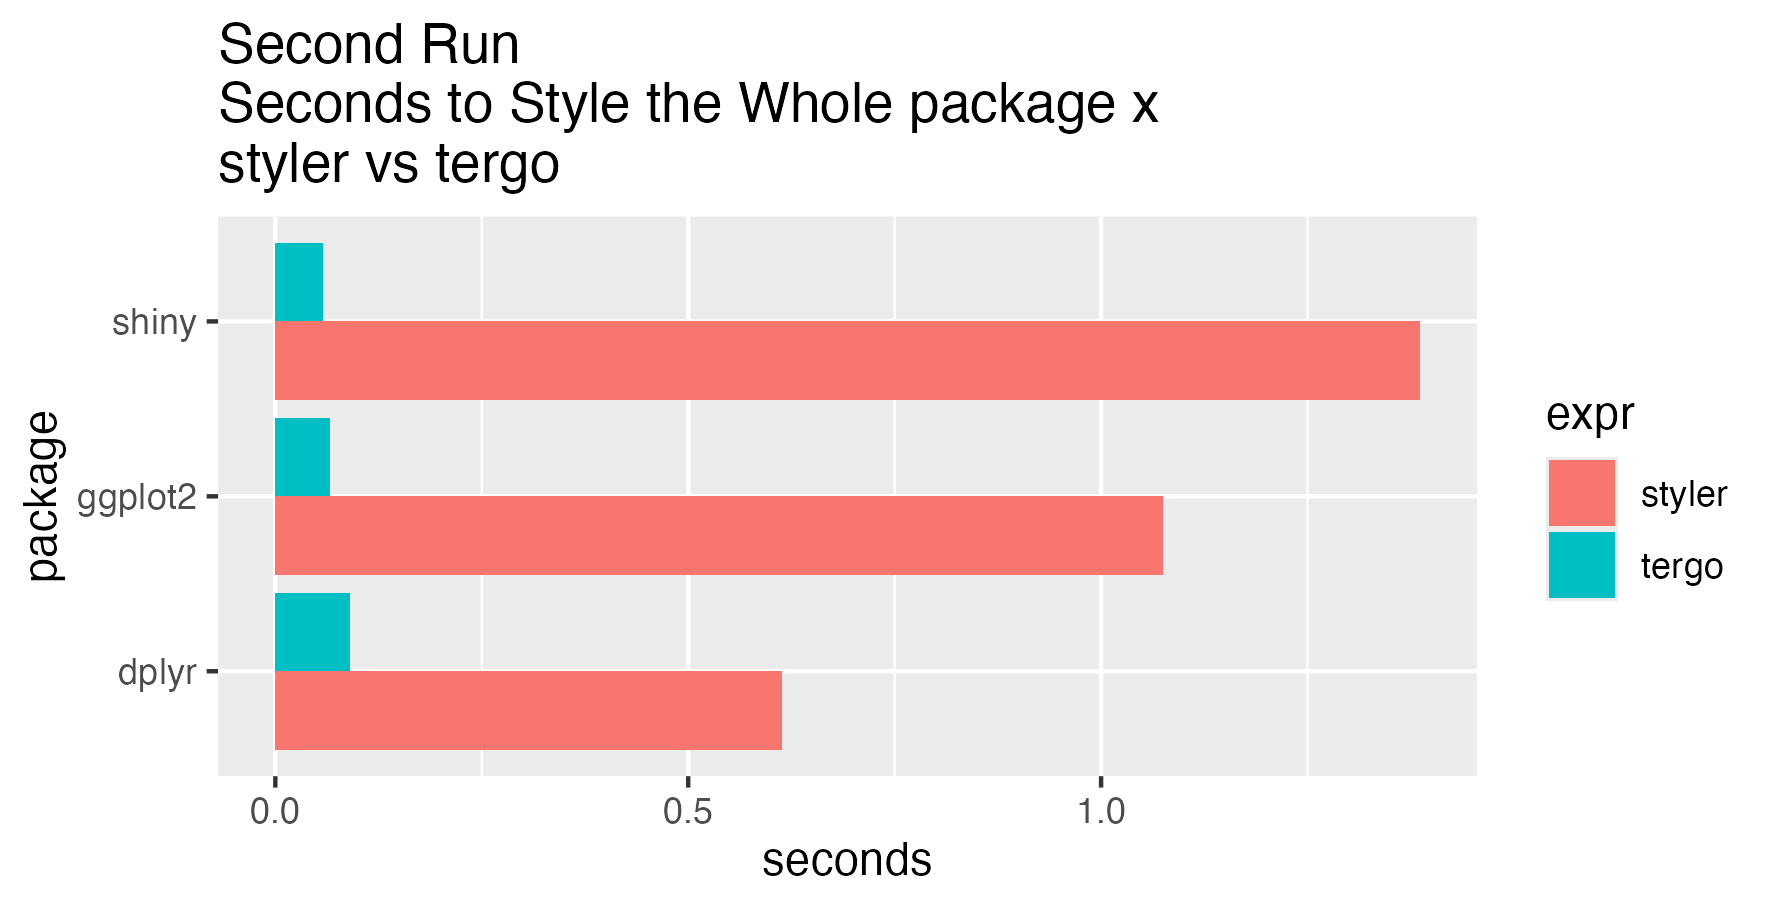 Second Run
Seconds to Style the Whole package x
styler vs tergo
package
shiny
ggplot2
dplyr
0.0 0.5 1.0
seconds
expr
styler
tergo